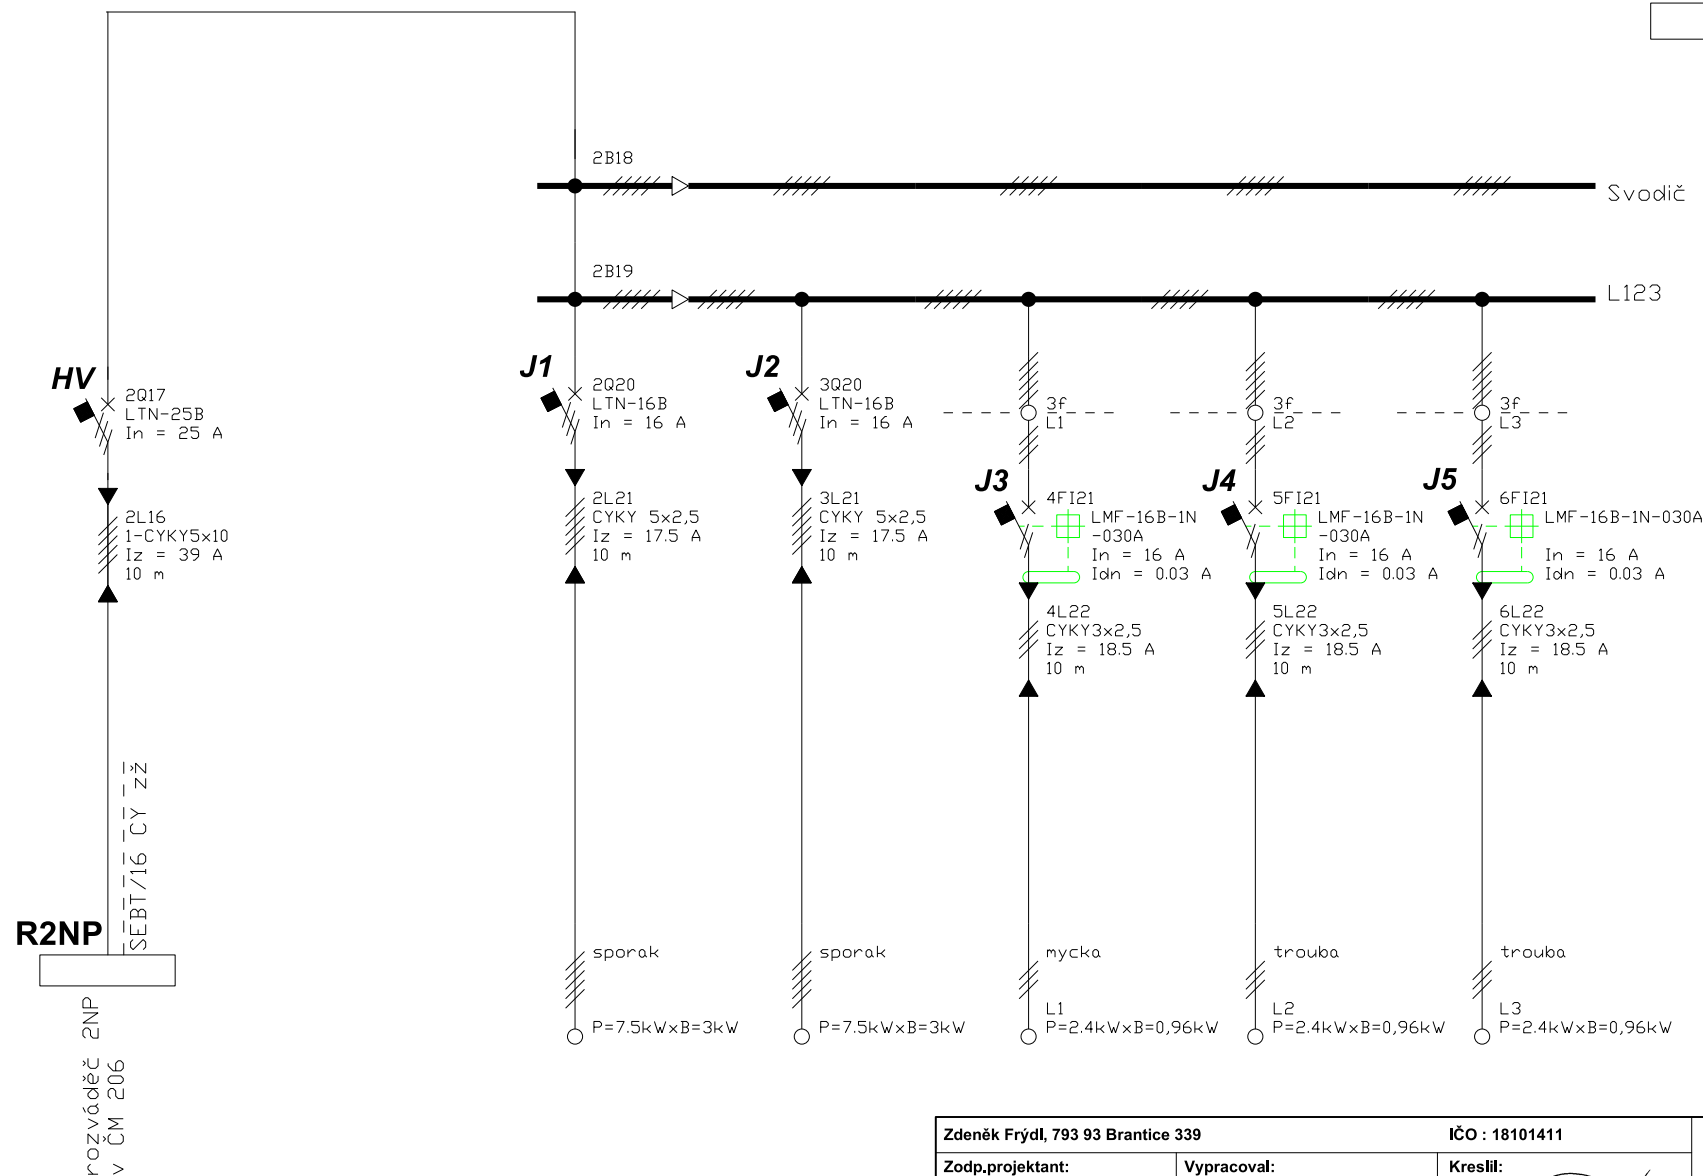 2B18
Svodič
2B19
L123
HV
2Q17
LTN-25B
In = 25 A
J1
2Q20
LTN-16B
In = 16 A
J2
3Q20
LTN-16B
In = 16 A
3f
L1
3f
L2
3f
L3
J3
4FI21
LMF-16B-1N
-030A
In = 16 A
Idn = 0.03 A
J4
5FI21
LMF-16B-1N
-030A
In = 16 A
Idn = 0.03 A
J5
6FI21
LMF-16B-1N-030A
In = 16 A
Idn = 0.03 A
2L16
1-CYKY5x10
Iz = 39 A
10 m
2L21
CYKY 5x2,5
Iz = 17.5 A
10 m
3L21
CYKY 5x2,5
Iz = 17.5 A
10 m
4L22
CYKY3x2,5
Iz = 18.5 A
10 m
5L22
CYKY3x2,5
Iz = 18.5 A
10 m
6L22
CYKY3x2,5
Iz = 18.5 A
10 m
SEBT/16 CY zž
R2NP
rozváděč 2NP
v ČM 206
sporak
P=7.5kWxB=3kW
sporak
P=7.5kWxB=3kW
mycka
L1
P=2.4kWxB=0,96kW
trouba
L2
P=2.4kWxB=0,96kW
trouba
L3
P=2.4kWxB=0,96kW
Zdeněk Frýdl, 793 93 Brantice 339
IČO : 18101411
Zodp.projektant:
Vypracoval:
Kreslil: